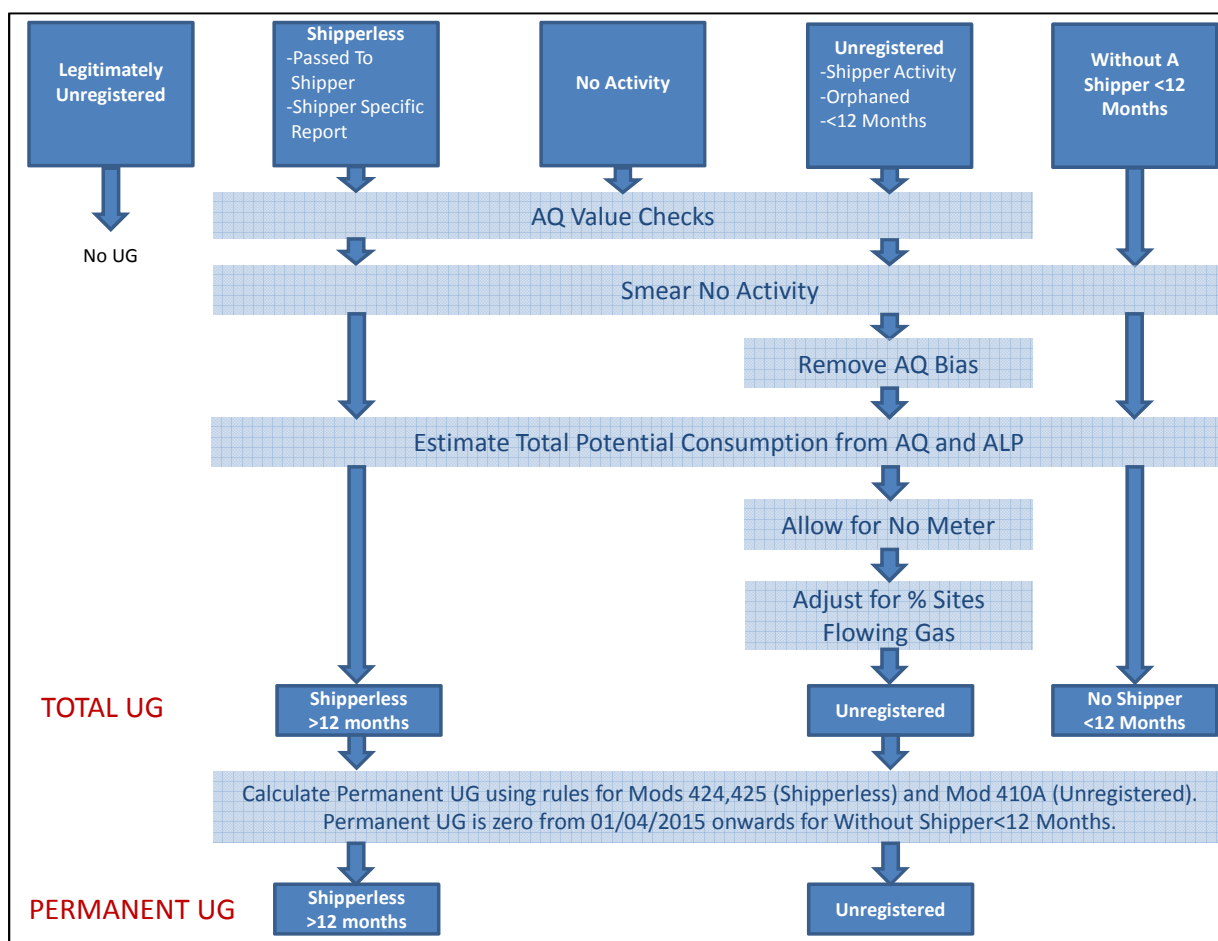 Legitimately
Unregistered
Shipperless
-Passed To
Shipper
-Shipper Specific
Report
No Activity
Unregistered
-Shipper Activity
-Orphaned
-<12 Months
Without A
Shipper <12
Months
No UG
AQ Value Checks
Smear No Activity
Remove AQ Bias
Estimate Total Potential Consumption from AQ and ALP
Allow for No Meter
Adjust for % Sites
Flowing Gas
TOTAL UG
Shipperless
>12 months
Unregistered
No Shipper
<12 Months
Calculate Permanent UG using rules for Mods 424,425 (Shipperless) and Mod 410A (Unregistered).
Permanent UG is zero from 01/04/2015 onwards for Without Shipper<12 Months.
PERMANENT UG
Shipperless
>12 months
Unregistered